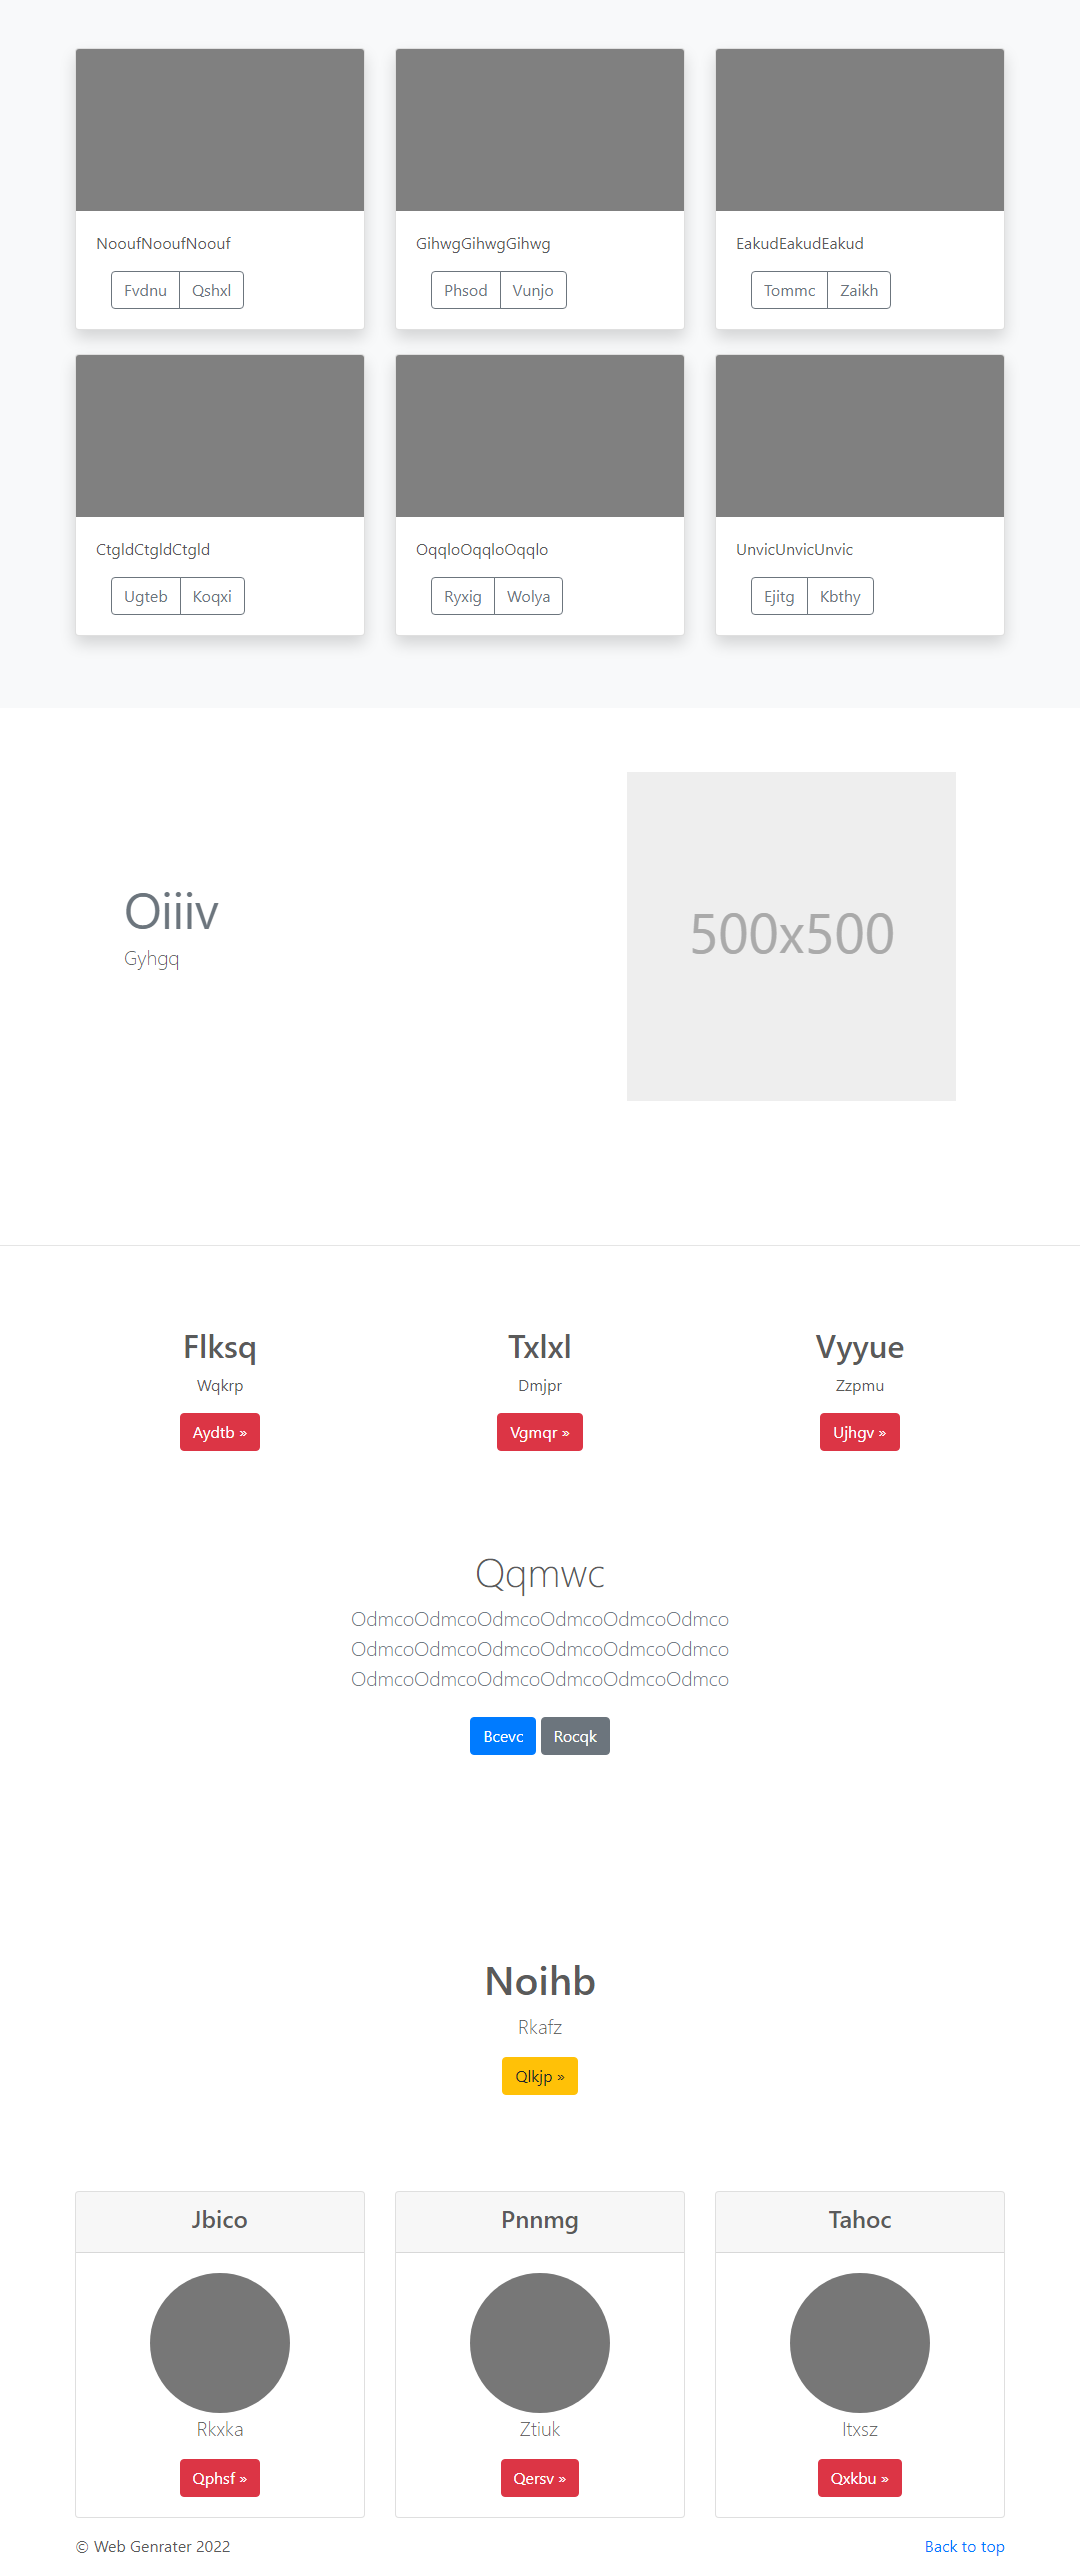 NooufNooufNoouf
Fvdnu Qshxl
GihwgGihwgGihwg
Phsod Vunjo
EakudEakudEakud
Tommc Zaikh
CtgldCtgldCtgld
Ugteb Koqxi
OqqloOqqloOqqlo
Ryxig Wolya
UnvicUnvicUnvic
Ejitg Kbthy
Oiiiv
Gyhgq
500x500
Flksq
Wqkrp
Aydtb »
Txlxl
Dmjpr
Vgmqr »
Vyyue
Zzpmu
Ujhgv »
Qqmwc
OdmcoOdmcoOdmcoOdmcoOdmcoOdmco
OdmcoOdmcoOdmcoOdmcoOdmcoOdmco
OdmcoOdmcoOdmcoOdmcoOdmcoOdmco
Bcevc Rocqk
Noihb
Rkafz
Qlkjp »
Jbico
Rkxka
Qphsf »
Pnnmg
Ztiuk
Qersv »
Tahoc
Itxsz
Qxkbu »
© Web Genrater 2022
Back to top